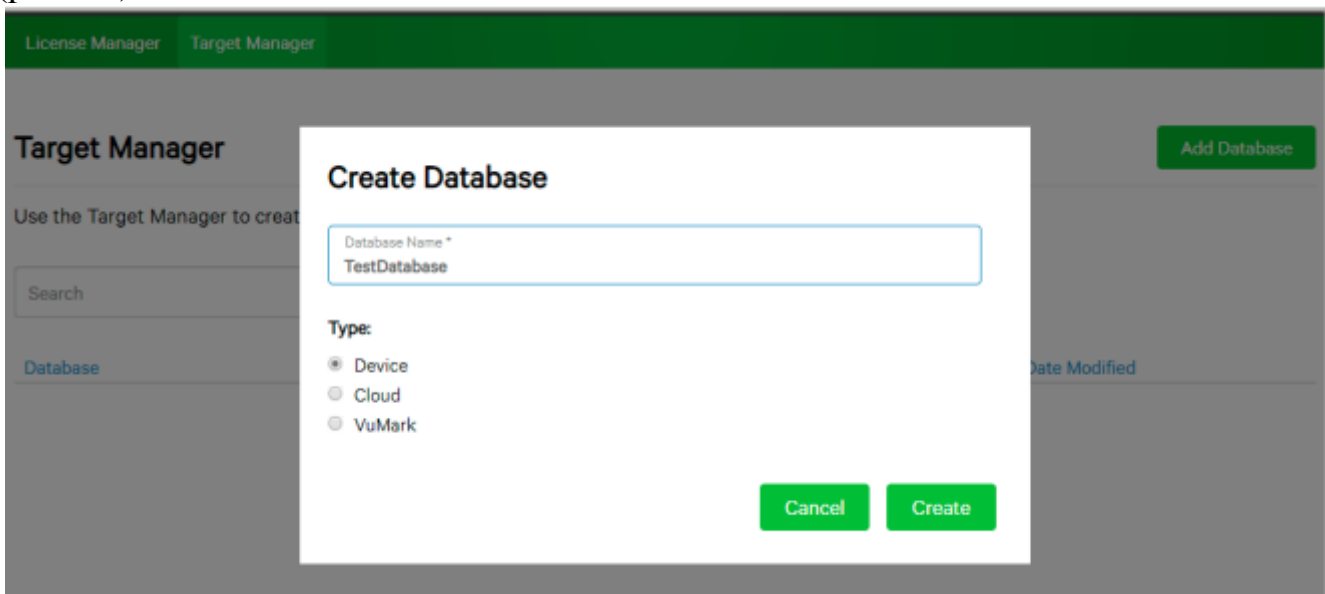 License Manager Target Manager
Target Manager
Add Database
Create Database
Use the Target Manager to creat
Database Name *
TestDatabase
Search
Type:
Device
Database
Date Modified
Cloud
VuMark
Cancel Create